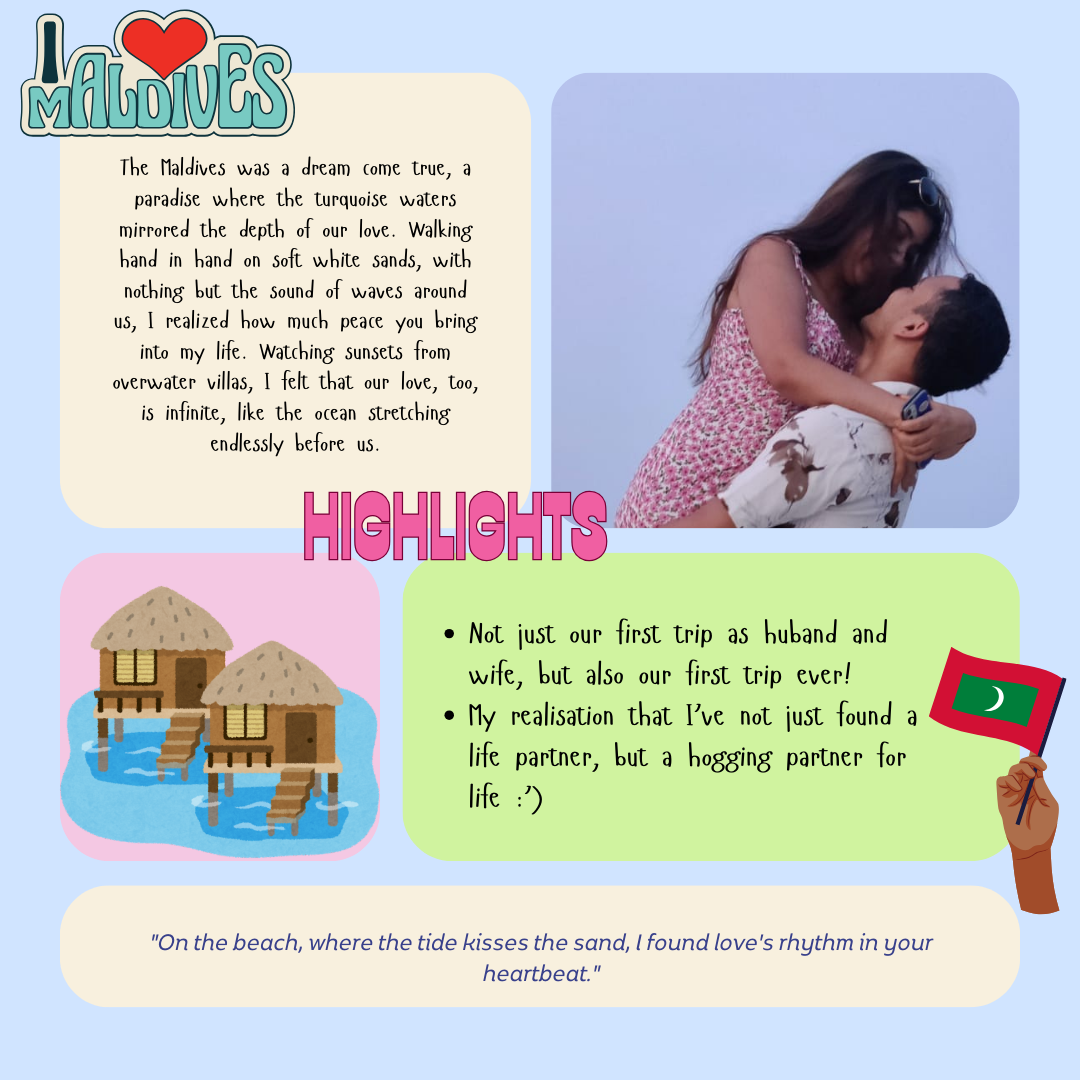 I
MALDIVES
The Maldives was a dream come true, a
paradise where the turquoise waters
mirrored the depth of our love. Walking
hand in hand on soft white sands, with
nothing but the sound of waves around
us, I realized how much peace you bring
into my life. Watching sunsets from
overwater villas, I felt that our love, too,
is infinite, like the ocean stretching
endlessly before us.
HIGHLIGHTS
• Not just our first trip as huband and
wife, but also our first trip ever!
• My realisation that I've not just found a
life partner, but a hogging partner for
life :')
"On the beach, where the tide kisses the sand, I found love's rhythm in your
heartbeat."